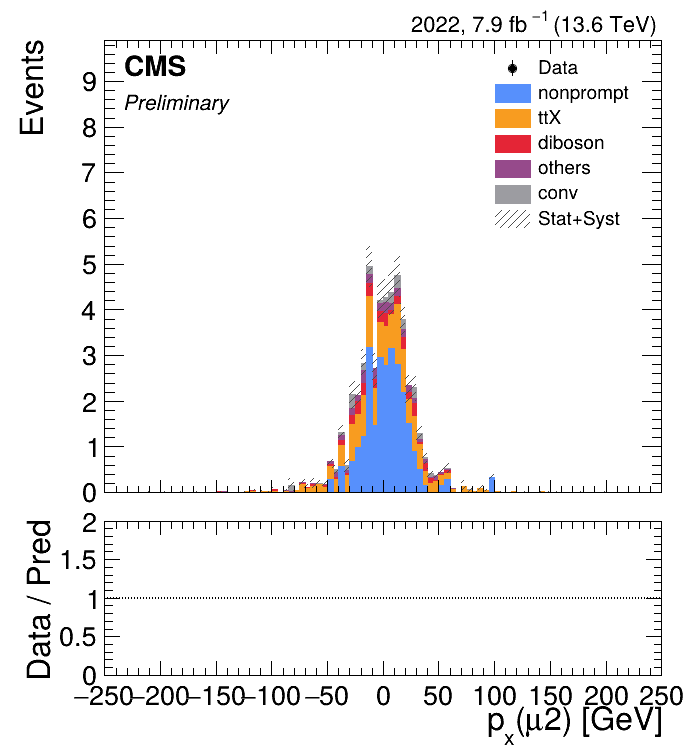 2022, 7.9 fb⁻¹ (13.6 TeV)
Events
CMS
Preliminary
Data
nonprompt
ttX
diboson
others
conv
Stat+Syst
9
8
7
6
5
4
3
2
1
0
Data / Pred
2
1.5
1
0.5
0
−250 −200 −150 −100 −50 0 50 100 150 200 250
pₓ(μ2) [GeV]